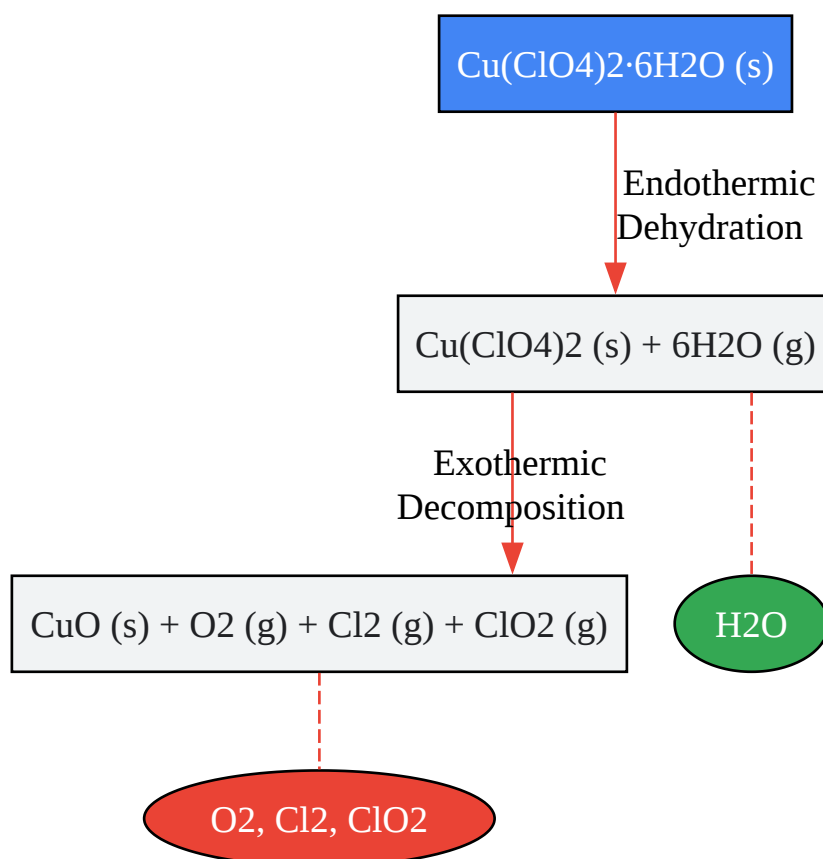 Cu(ClO4)2·6H2O (s)
Endothermic
Dehydration
Cu(ClO4)2 (s) + 6H2O (g)
Exothermic
Decomposition
CuO (s) + O2 (g) + Cl2 (g) + ClO2 (g)
H2O
O2, Cl2, ClO2